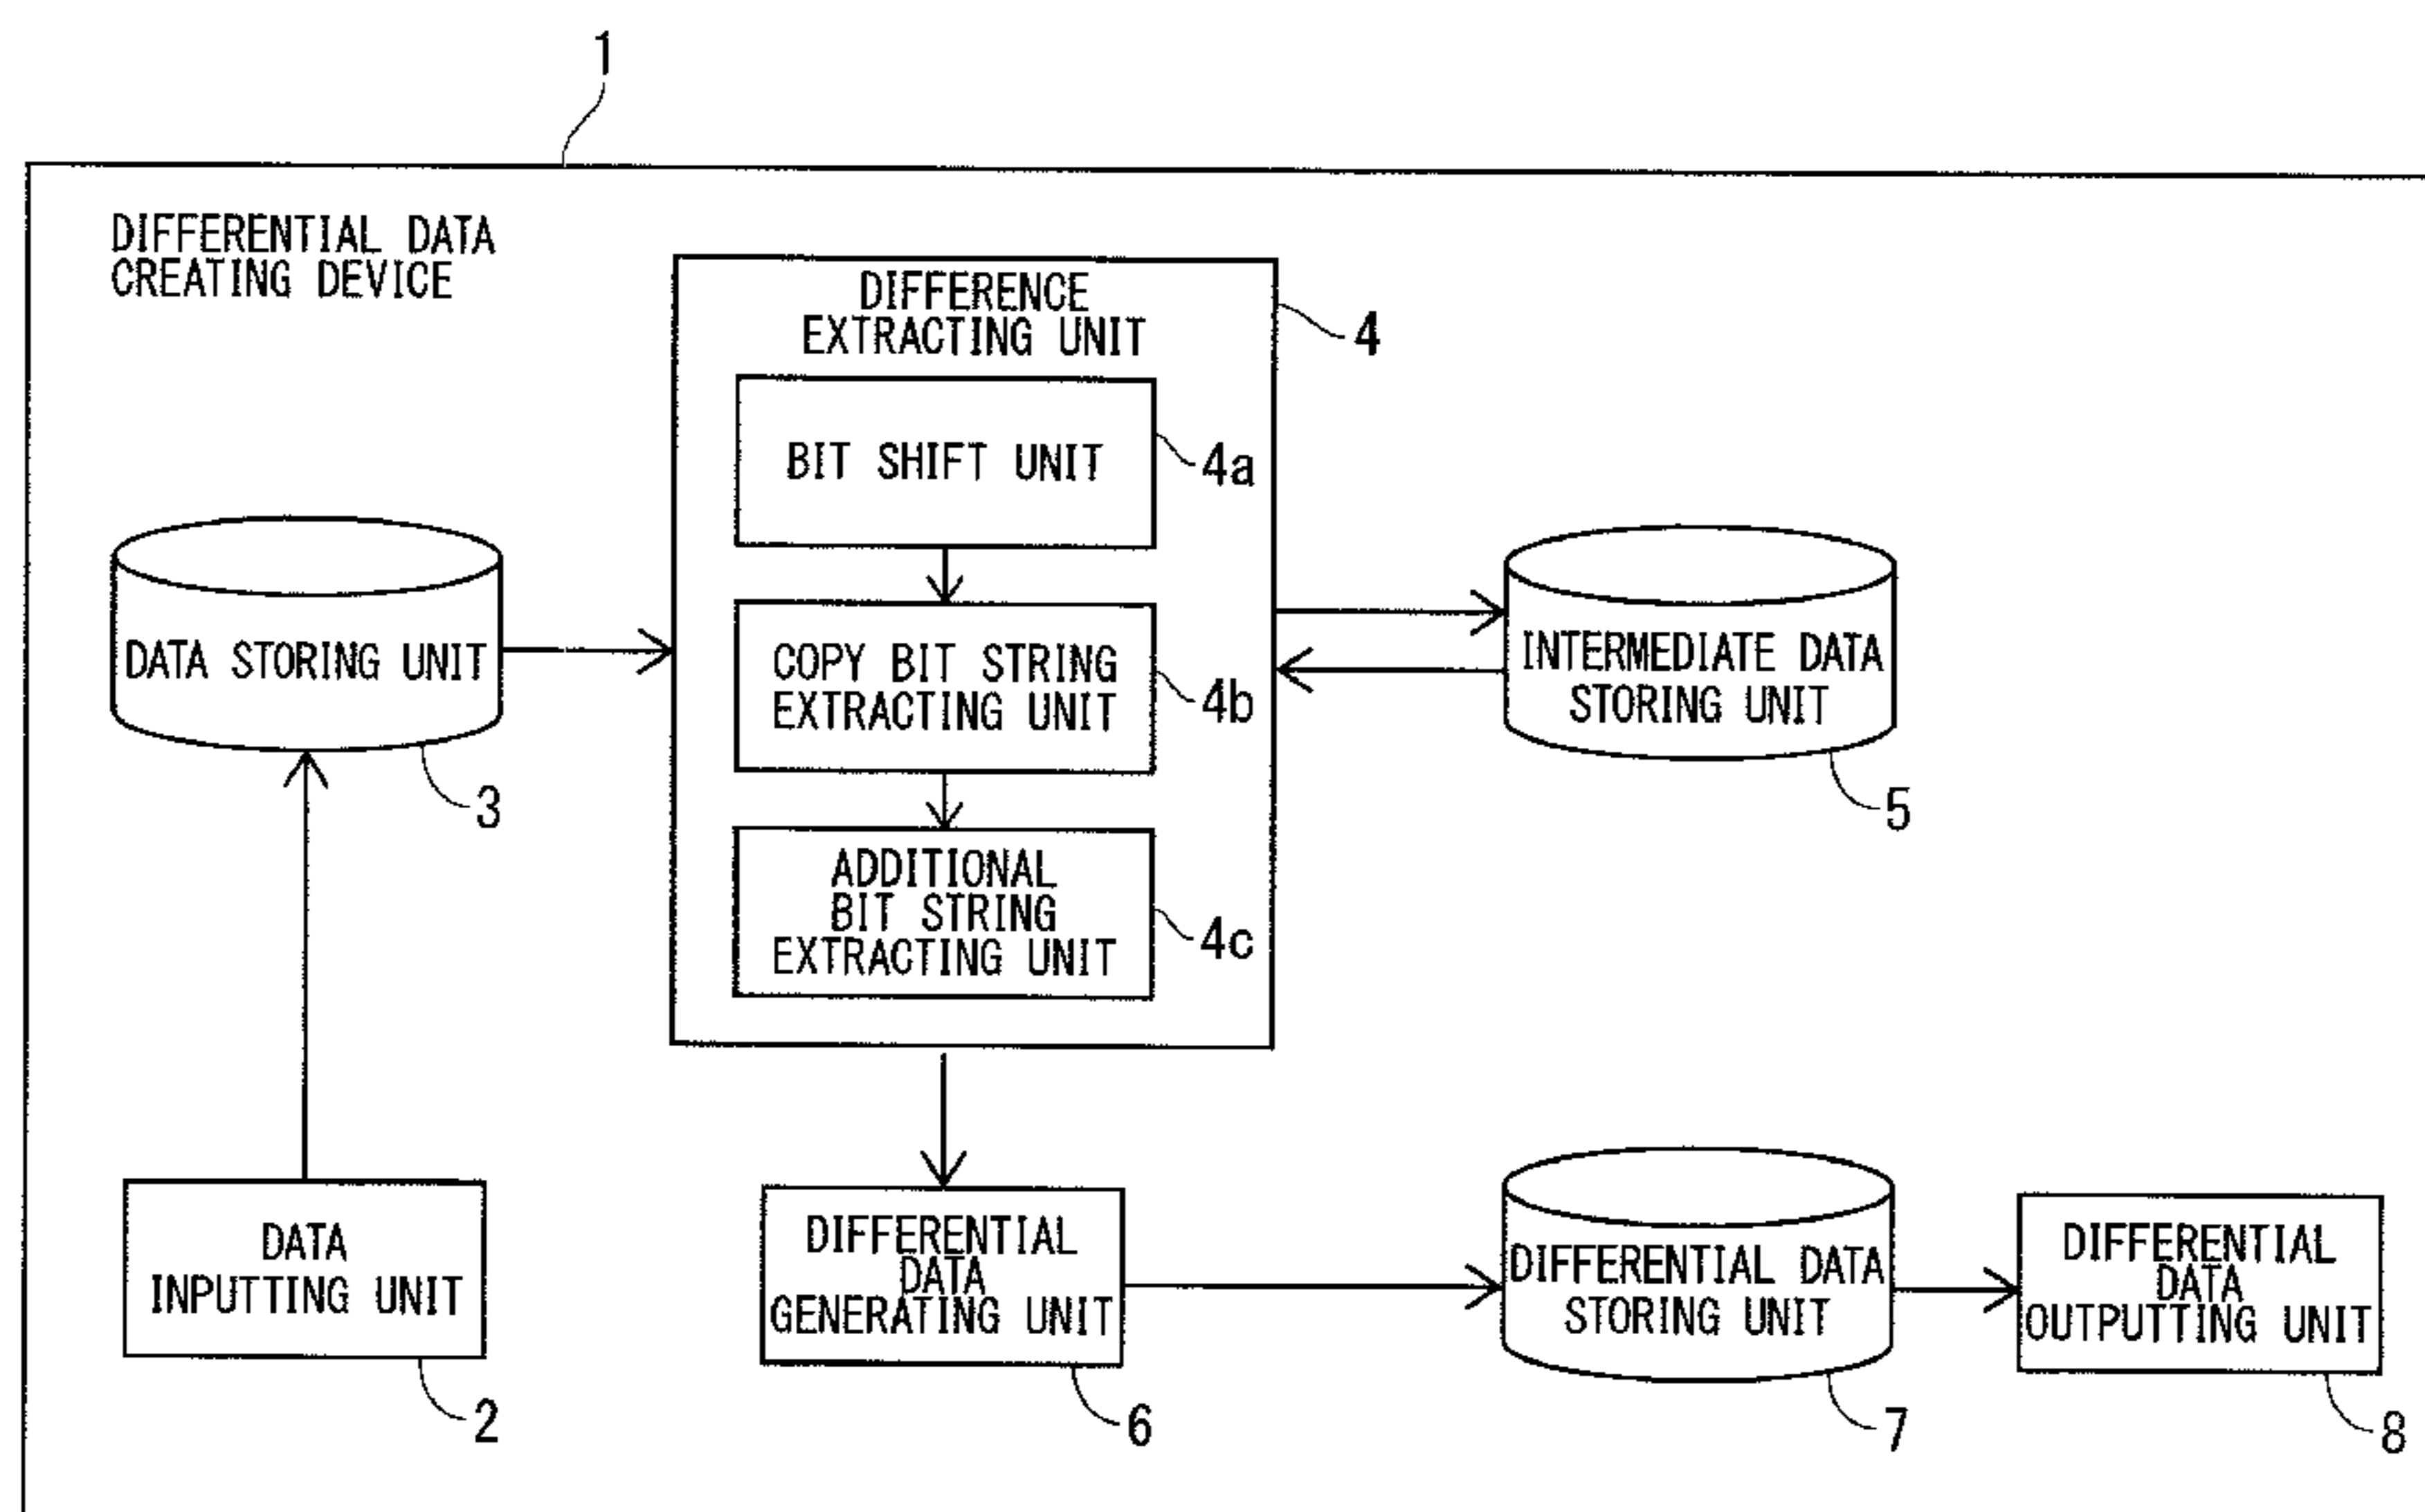 1
DIFFERENTIAL DATA
CREATING DEVICE
DIFFERENCE
EXTRACTING UNIT
4
BIT SHIFT UNIT
4a
COPY BIT STRING
EXTRACTING UNIT
4b
ADDITIONAL
BIT STRING
EXTRACTING UNIT
4c
DATA STORING UNIT
3
INTERMEDIATE DATA
STORING UNIT
5
DATA
INPUTTING UNIT
2
DIFFERENTIAL
DATA
GENERATING UNIT
6
DIFFERENTIAL DATA
STORING UNIT
7
DIFFERENTIAL
DATA
OUTPUTTING UNIT
8